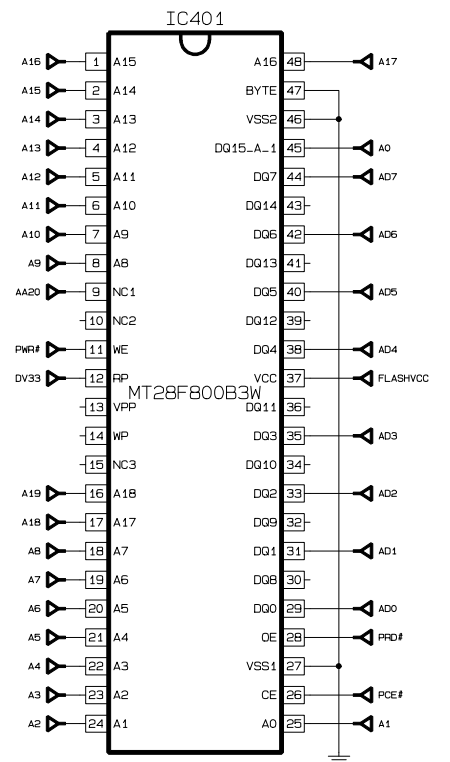 IC401
A16 1 A15 A16 48 A17
A15 2 A14 BYTE 47
A14 3 A13 VSS2 46
A13 4 A12 DQ15_A_1 45 A0
A12 5 A11 DQ7 44 AD7
A11 6 A10 DQ14 43
A10 7 A9 DQ6 42 AD6
A9 8 A8 DQ13 41
AA20 9 NC1 DQ5 40 AD5
10 NC2 DQ12 39
PWR# 11 WE DQ4 38 AD4
DV33 12 RP VCC 37 FLASHVCC
MT28F800B3W
13 VPP DQ11 36
14 WP DQ3 35 AD3
15 NC3 DQ10 34
A19 16 A18 DQ2 33 AD2
A18 17 A17 DQ9 32
A8 18 A7 DQ1 31 AD1
A7 19 A6 DQ8 30
A6 20 A5 DQ0 29 AD0
A5 21 A4 OE 28 PRD#
A4 22 A3 VSS1 27
A3 23 A2 CE 26 PCE#
A2 24 A1 A0 25 A1